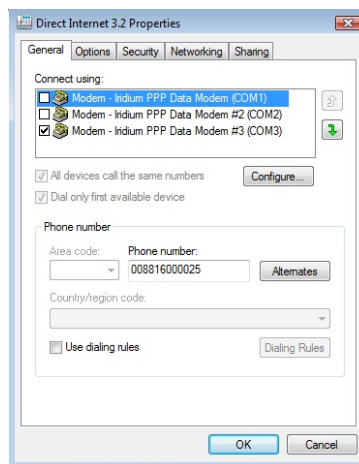 Direct Internet 3.2 Properties
General Options Security Networking Sharing
Connect using:
Modem - Iridium PPP Data Modem (COM1)
Modem - Iridium PPP Data Modem #2 (COM2)
Modem - Iridium PPP Data Modem #3 (COM3)
All devices call the same numbers
Configure...
Dial only first available device
Phone number
Area code: Phone number:
008816000025 Alternates
Country/region code:
Use dialing rules Dialing Rules
OK Cancel